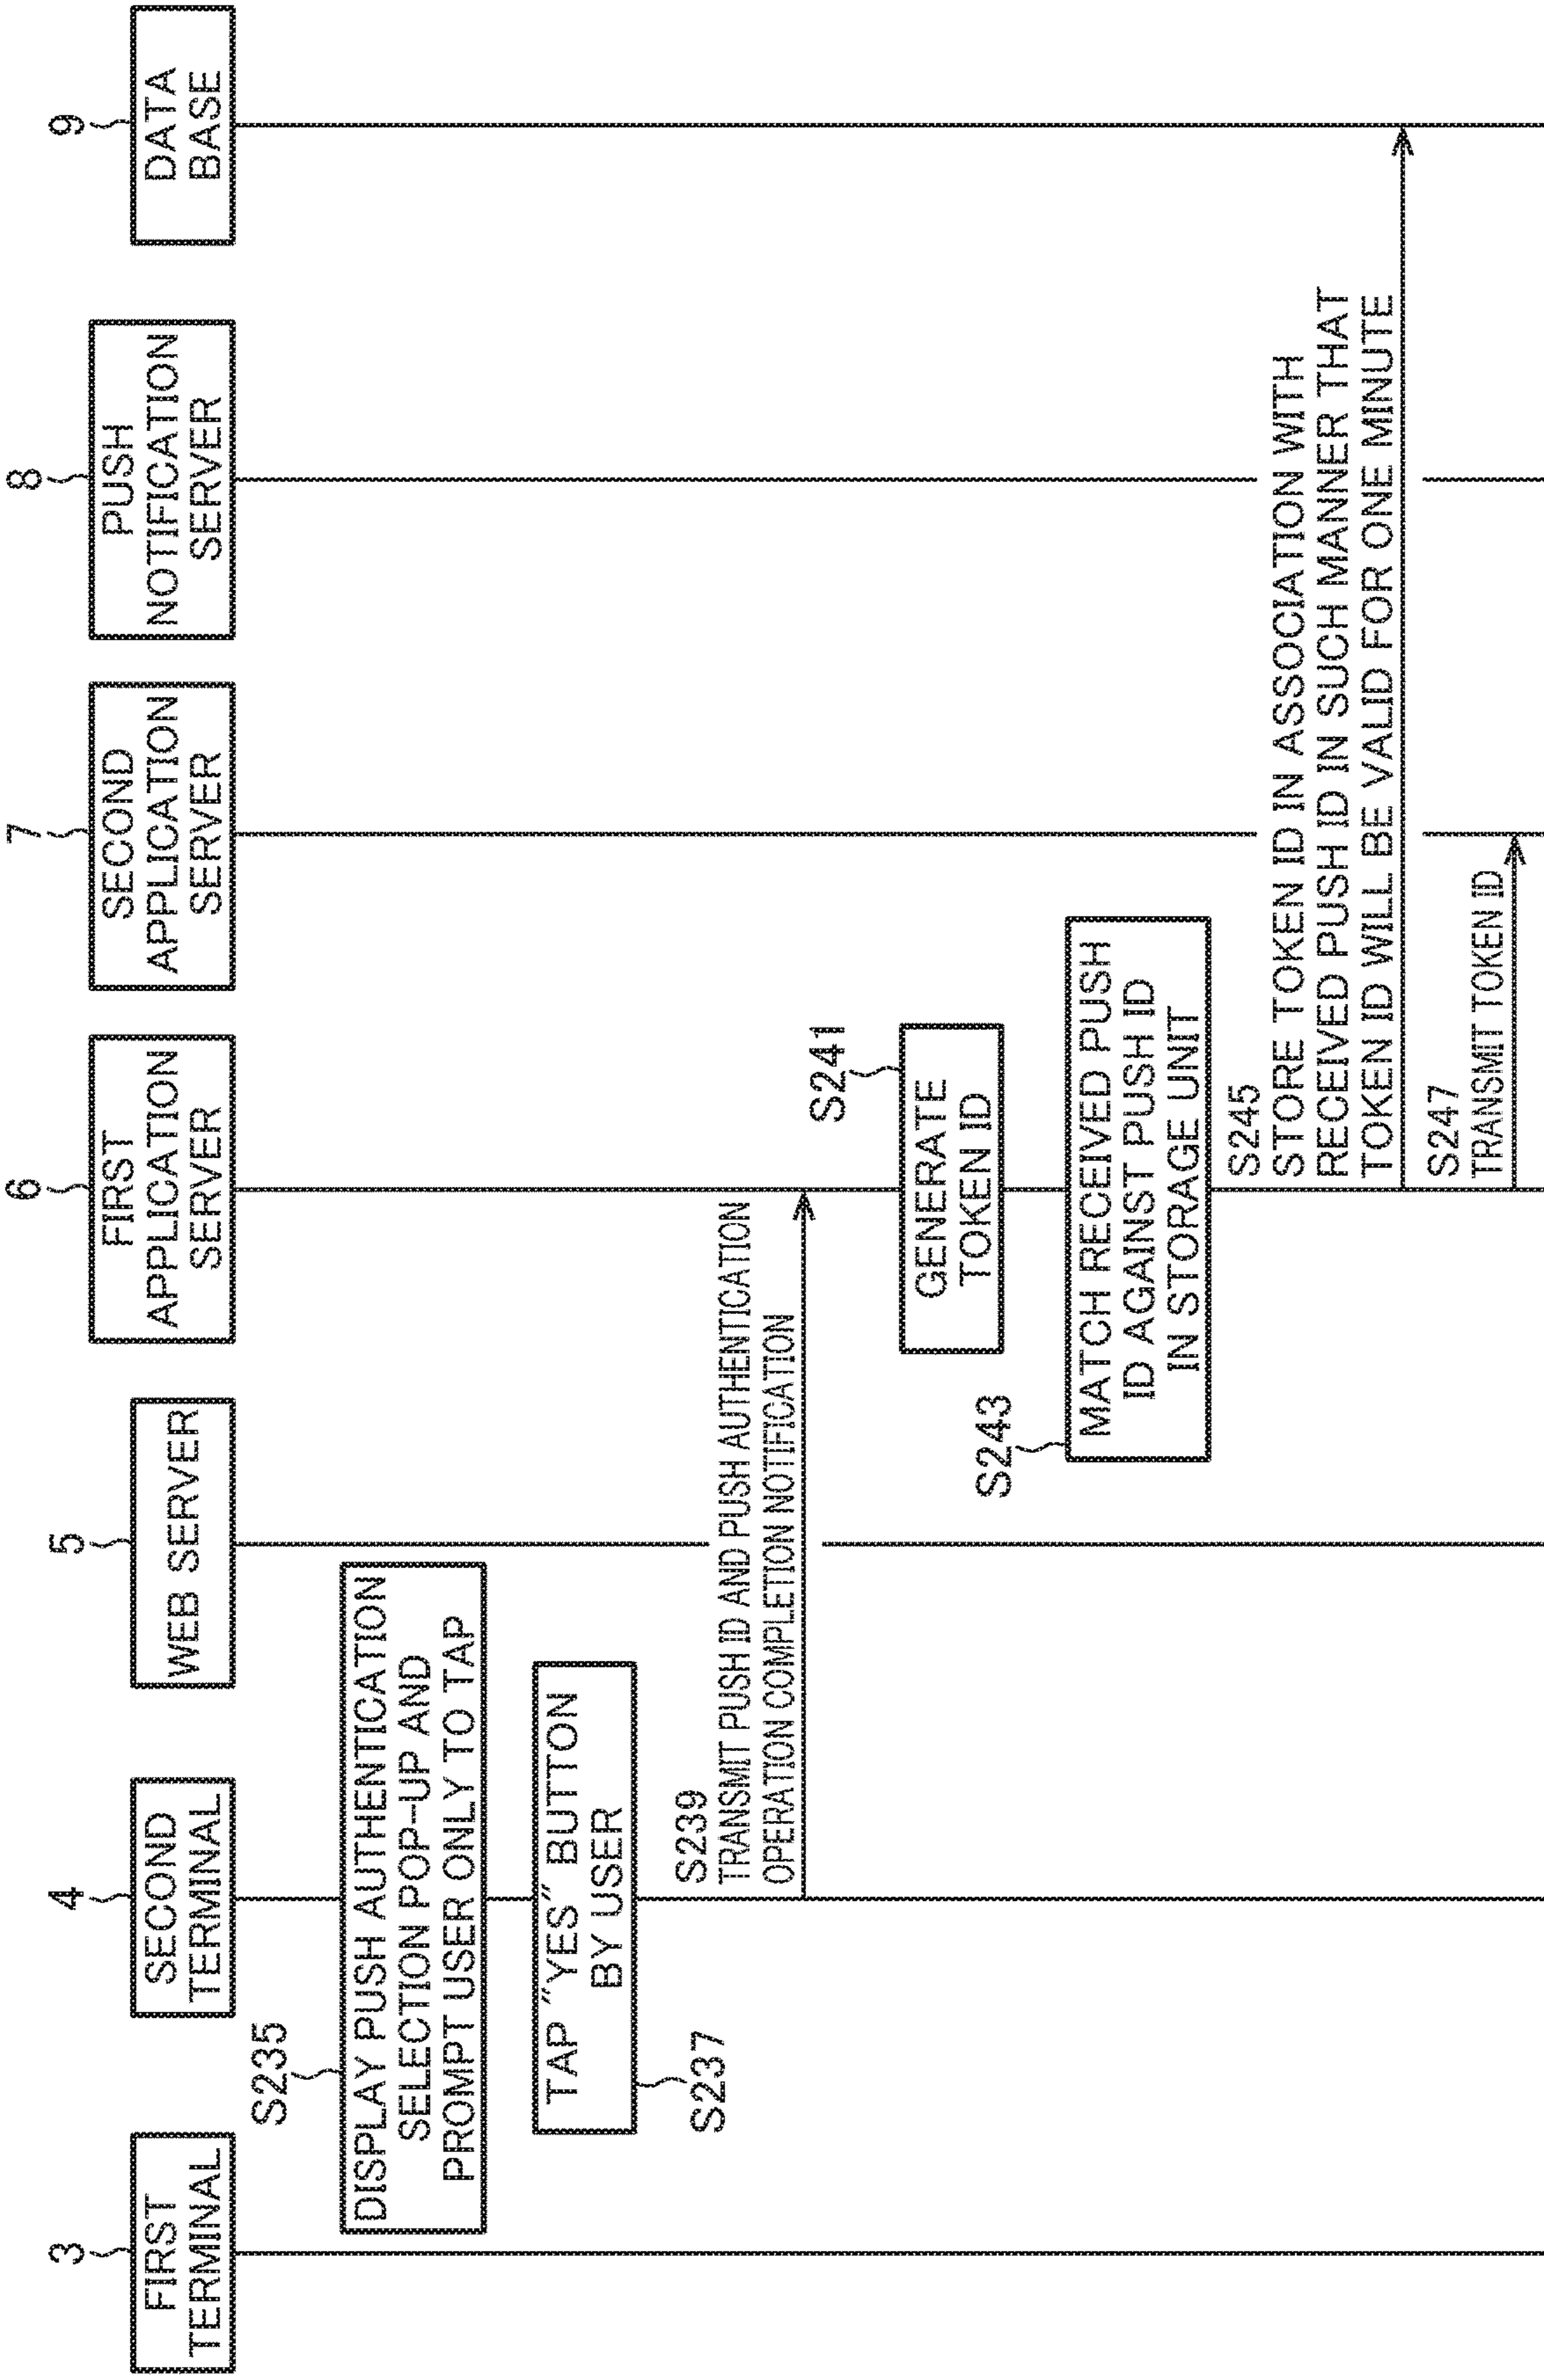 3
FIRST
TERMINAL
4
SECOND
TERMINAL
5
WEB SERVER
6
FIRST
APPLICATION
SERVER
7
SECOND
APPLICATION
SERVER
8
PUSH
NOTIFICATION
SERVER
9
DATA
BASE
S235
DISPLAY PUSH AUTHENTICATION
SELECTION POP-UP AND
PROMPT USER ONLY TO TAP
TAP "YES" BUTTON
BY USER
S237
S239
TRANSMIT PUSH ID AND PUSH AUTHENTICATION
OPERATION COMPLETION NOTIFICATION
S241
GENERATE
TOKEN ID
S243
MATCH RECEIVED PUSH
ID AGAINST PUSH ID
IN STORAGE UNIT
S245
STORE TOKEN ID IN ASSOCIATION WITH
RECEIVED PUSH ID IN SUCH MANNER THAT
TOKEN ID WILL BE VALID FOR ONE MINUTE
S247
TRANSMIT TOKEN ID